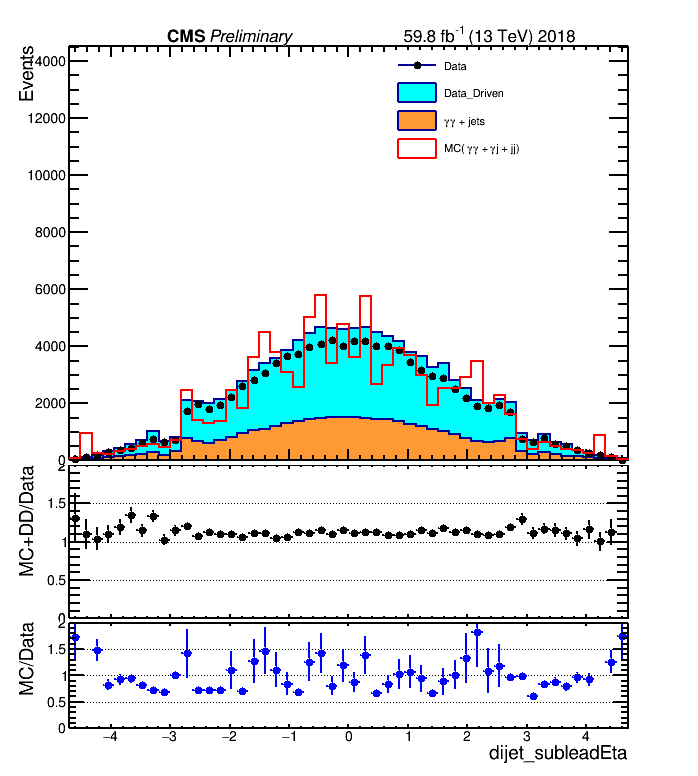 CMS Preliminary 59.8 fb-1 (13 TeV) 2018
Events
14000
12000
10000
8000
6000
4000
2000
0
Data
Data_Driven
γγ + jets
MC( γγ + γj + jj)
MC+DD/Data
2
1.5
1
0.5
0
MC/Data
2
1.5
1
0.5
0
−4 −3 −2 −1 0 1 2 3 4
dijet_subleadEta